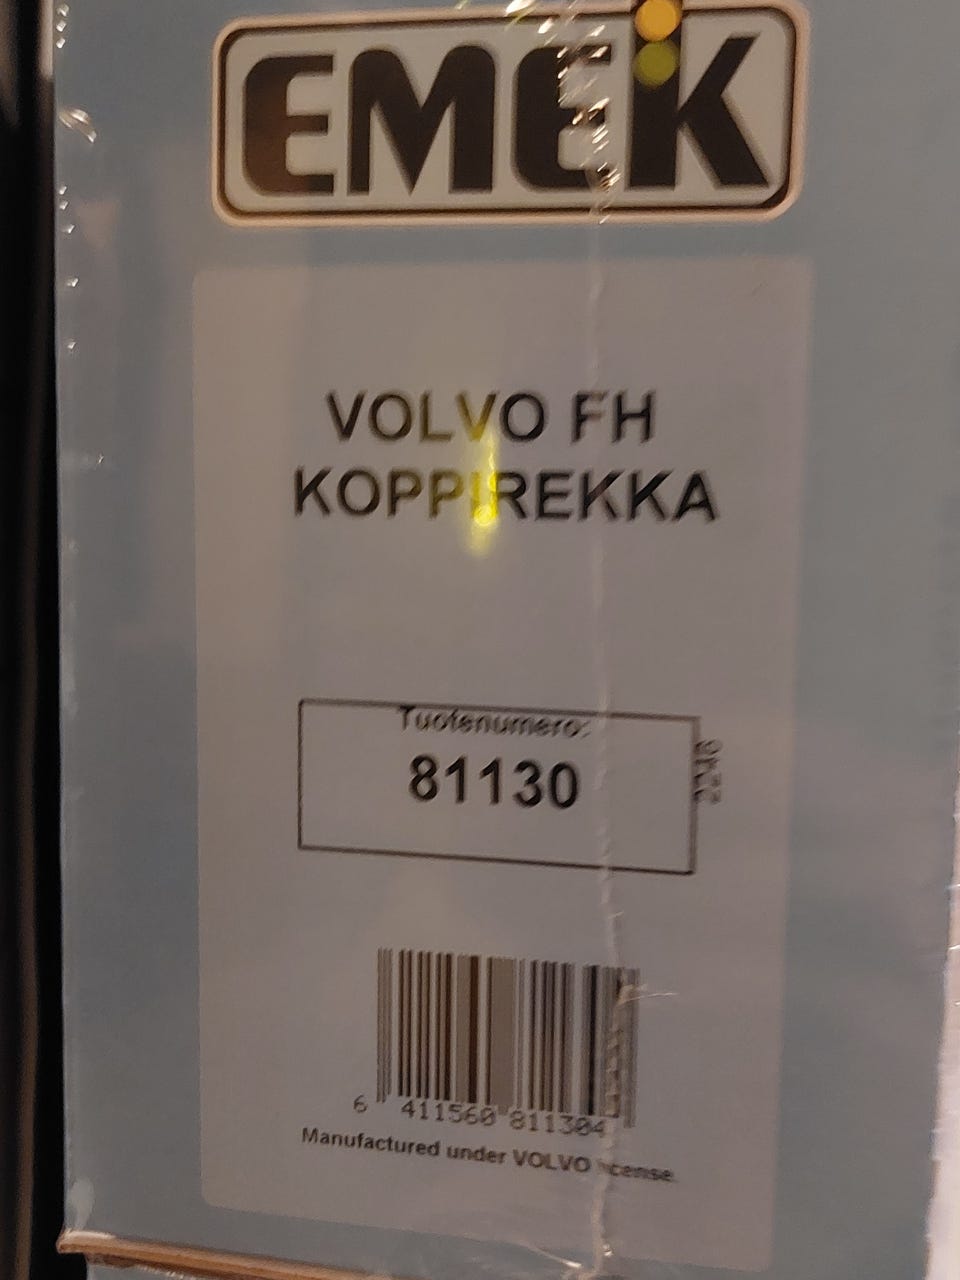 EMEK
VOLVO FH
KOPPIREKKA
Tuotenumero:
81130
6 411560 811304
Manufactured under VOLVO license.